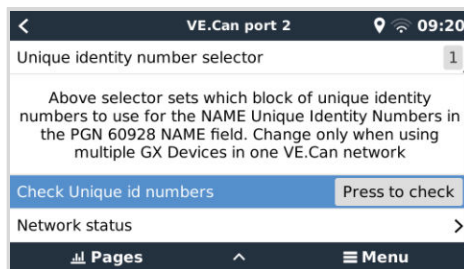 VE.Can port 2 09:20
Unique identity number selector 1
Above selector sets which block of unique identity
numbers to use for the NAME Unique Identity Numbers in
the PGN 60928 NAME field. Change only when using
multiple GX Devices in one VE.Can network
Check Unique id numbers Press to check
Network status
Pages Menu